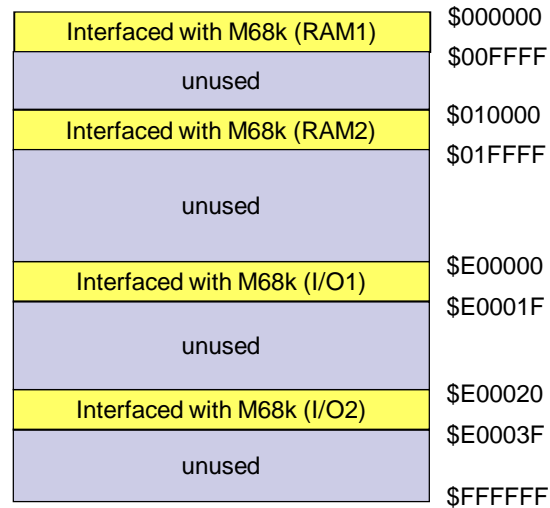 $000000
Interfaced with M68k (RAM1)
$00FFFF
unused
$010000
Interfaced with M68k (RAM2)
$01FFFF
unused
$E00000
Interfaced with M68k (I/O1)
$E0001F
unused
$E00020
Interfaced with M68k (I/O2)
$E0003F
unused
$FFFFFF